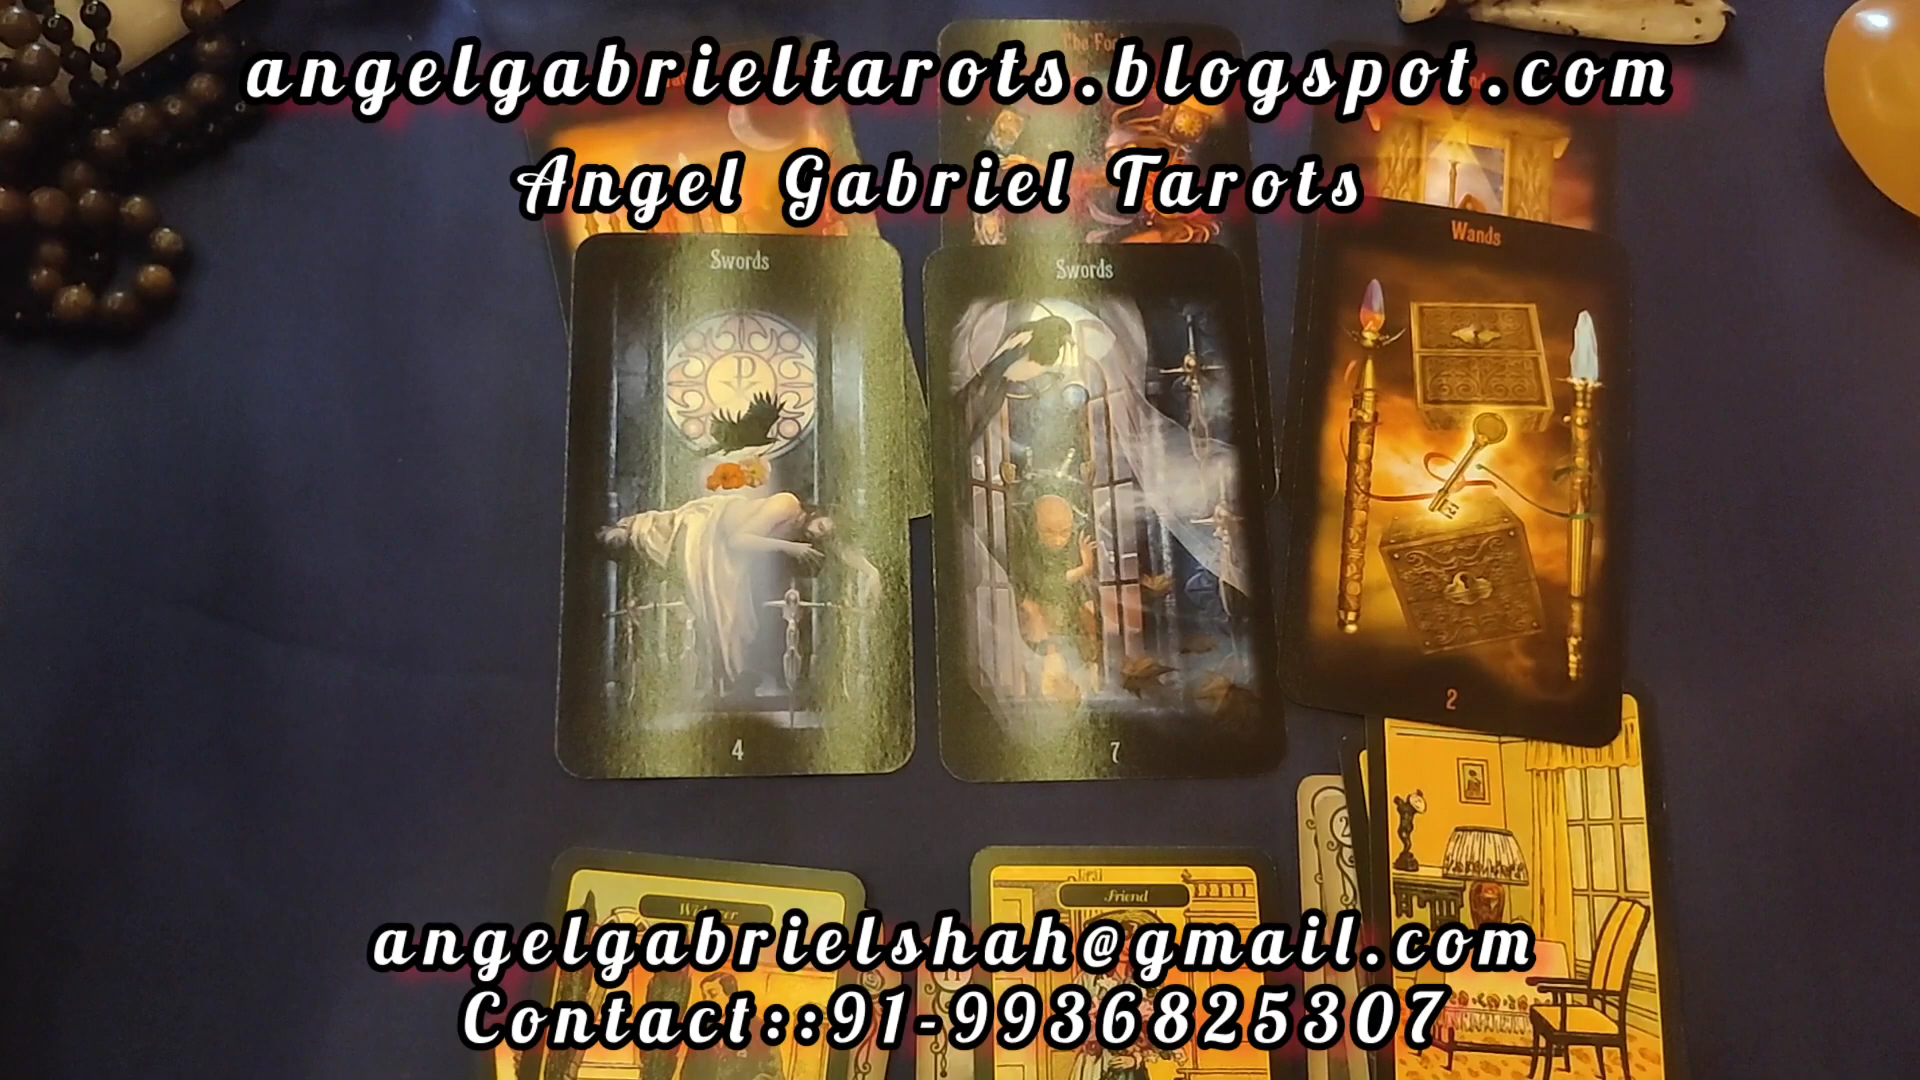 angelgabrieltarots.blogspot.com
Angel Gabriel Tarots
Swords
Swords
Wands
4
7
2
Friend
11
angelgabrielshah@gmail.com
Contact::91-9936825307